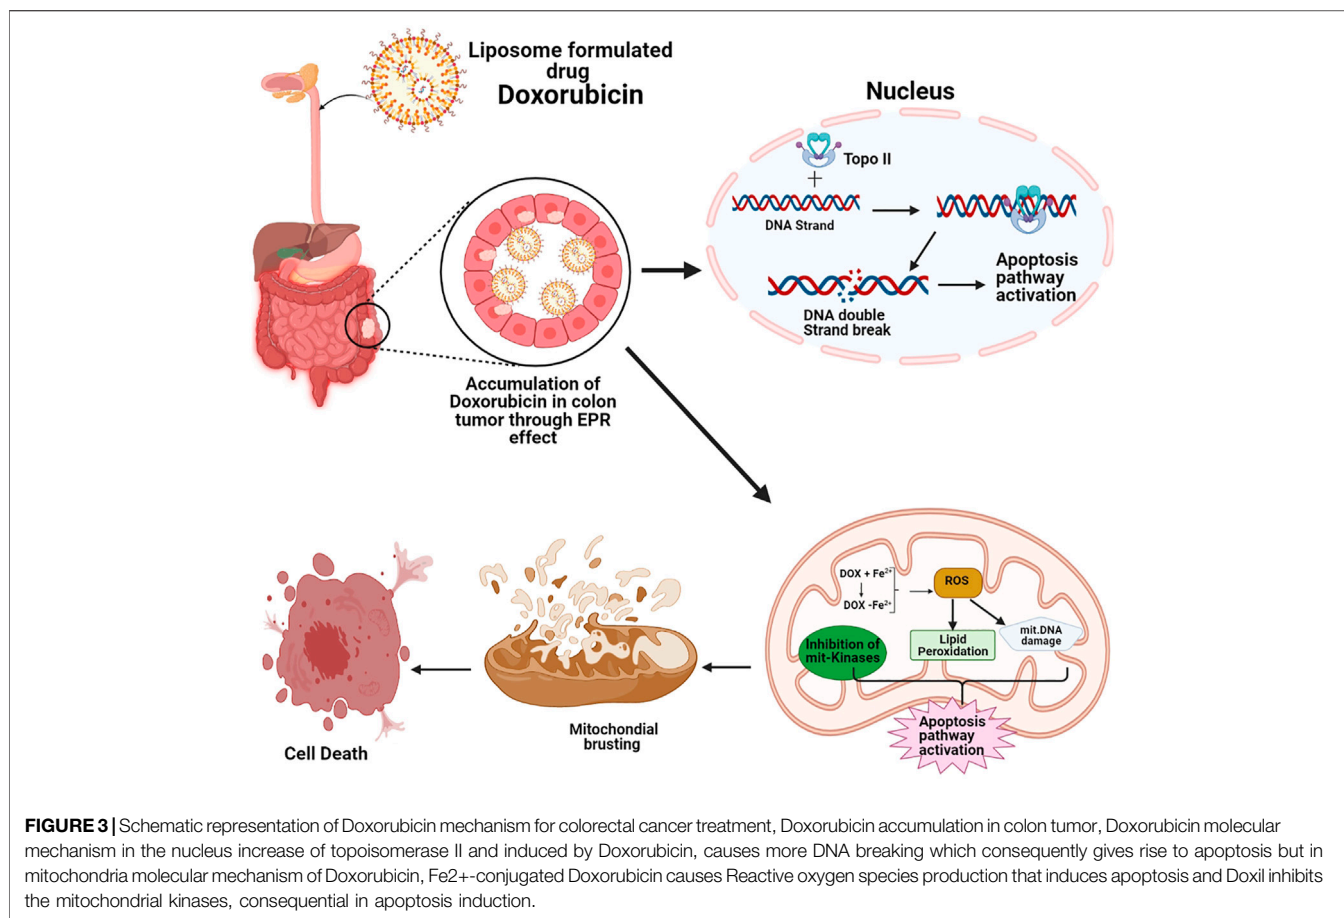 Liposome formulated
drug
Doxorubicin
Nucleus
Topo II
+
DNA Strand
Apoptosis
pathway
activation
DNA double
Strand break
Accumulation of
Doxorubicin in colon
tumor through EPR
effect
DOX + Fe²⁺
DOX -Fe²⁺
ROS
Inhibition of
mit-Kinases
Lipid
Peroxidation
mit.DNA
damage
Apoptosis
pathway
activation
Mitochondial
brusting
Cell Death
FIGURE 3 | Schematic representation of Doxorubicin mechanism for colorectal cancer treatment, Doxorubicin accumulation in colon tumor, Doxorubicin molecular
mechanism in the nucleus increase of topoisomerase II and induced by Doxorubicin, causes more DNA breaking which consequently gives rise to apoptosis but in
mitochondria molecular mechanism of Doxorubicin, Fe2+-conjugated Doxorubicin causes Reactive oxygen species production that induces apoptosis and Doxil inhibits
the mitochondrial kinases, consequential in apoptosis induction.